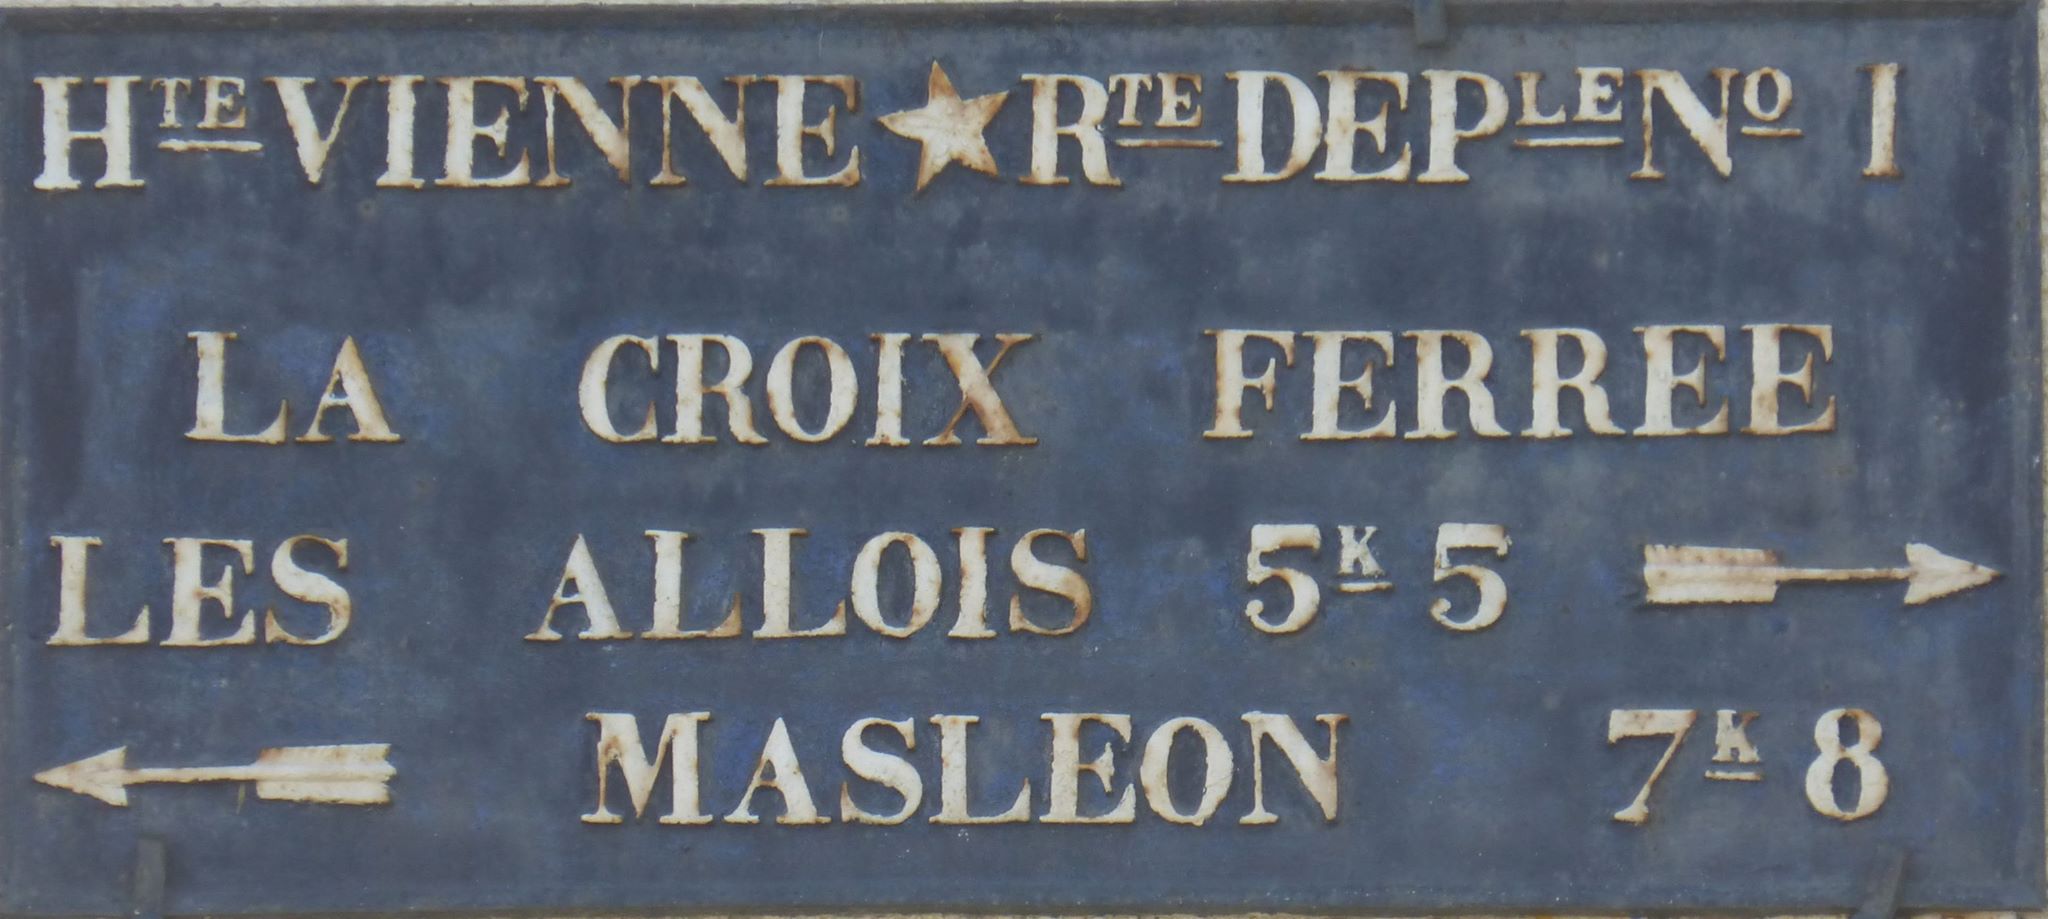 HTE VIENNE ★ RTE DEPLE NO 1
LA CROIX FERREE
LES ALLOIS 5K5
MASLEON 7K8